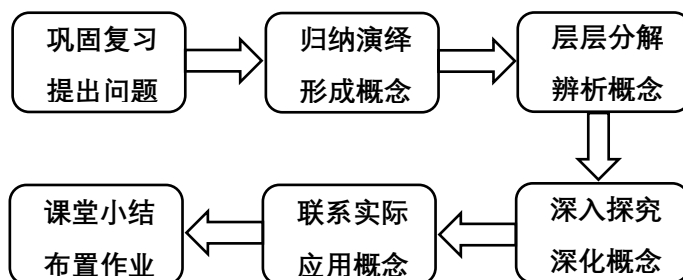 巩固复习
提出问题
归纳演绎
形成概念
层层分解
辨析概念
深入探究
深化概念
联系实际
应用概念
课堂小结
布置作业